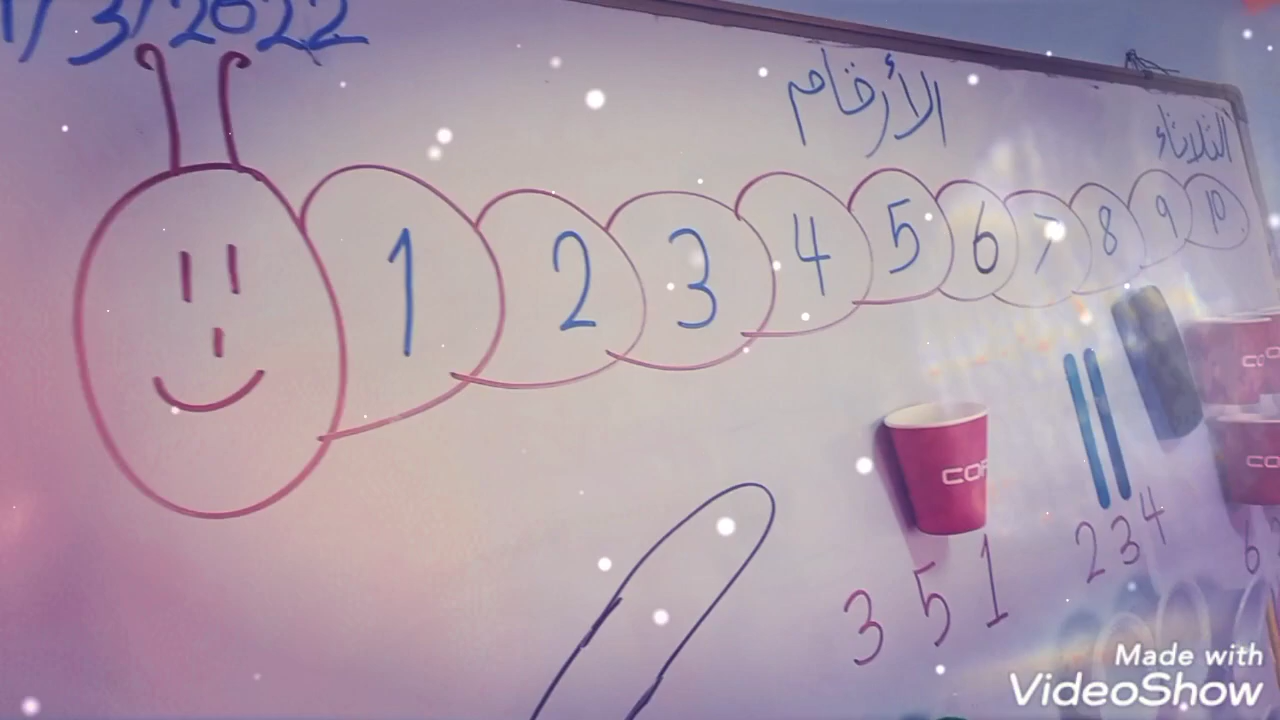 1/3/2022
الأرقام
الثلاثاء
1 2 3 4 5 6 7 8 9 10
3 5 1
2 3 4
6
Made with
VideoShow